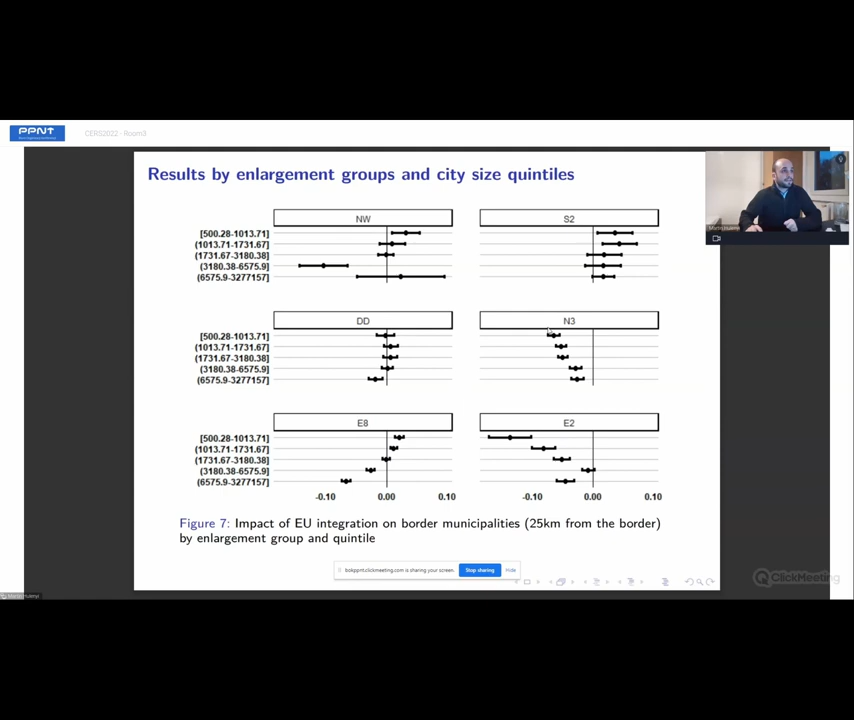 PPNT
CERS2022 - Room3
Results by enlargement groups and city size quintiles
NW
[500.28-1013.71]
(1013.71-1731.67]
(1731.67-3180.38]
(3180.38-6575.9]
(6575.9-3277157]
S2
DD
[500.28-1013.71]
(1013.71-1731.67]
(1731.67-3180.38]
(3180.38-6575.9]
(6575.9-3277157]
N3
E8
[500.28-1013.71]
(1013.71-1731.67]
(1731.67-3180.38]
(3180.38-6575.9]
(6575.9-3277157]
-0.10 0.00 0.10
E2
-0.10 0.00 0.10
Figure 7: Impact of EU integration on border municipalities (25km from the border)
by enlargement group and quintile
bokppnt.clickmeeting.com is sharing your screen.
Stop sharing
Hide
ClickMeeting